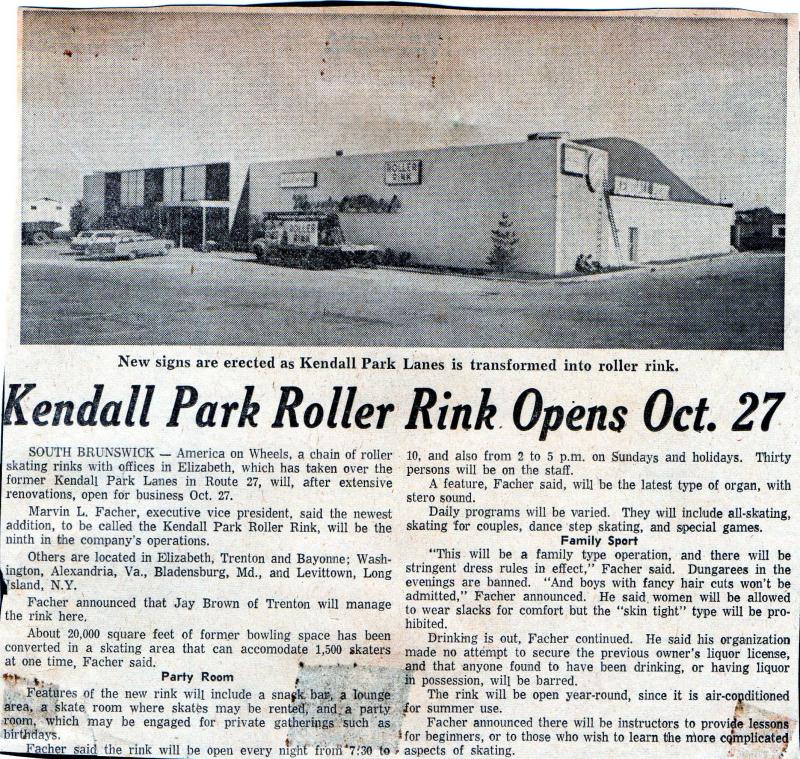 ROLLER
RINK
ROLLER
RINK
New signs are erected as Kendall Park Lanes is transformed into roller rink.
Kendall Park Roller Rink Opens Oct. 27
SOUTH BRUNSWICK — America on Wheels, a chain of roller
skating rinks with offices in Elizabeth, which has taken over the
former Kendall Park Lanes in Route 27, will, after extensive
renovations, open for business Oct. 27.
Marvin L. Facher, executive vice president, said the newest
addition, to be called the Kendall Park Roller Rink, will be the
ninth in the company's operations.
Others are located in Elizabeth, Trenton and Bayonne; Wash-
ington, Alexandria, Va., Bladensburg, Md., and Levittown, Long
Island, N.Y.
Facher announced that Jay Brown of Trenton will manage
the rink here.
About 20,000 square feet of former bowling space has been
converted in a skating area that can accomodate 1,500 skaters
at one time, Facher said.
Party Room
Features of the new rink will include a snack bar, a lounge
area, a skate room where skates may be rented, and a party
room, which may be engaged for private gatherings such as
birthdays.
Facher said the rink will be open every night from 7:30 to
10, and also from 2 to 5 p.m. on Sundays and holidays. Thirty
persons will be on the staff.
A feature, Facher said, will be the latest type of organ, with
stero sound.
Daily programs will be varied. They will include all-skating,
skating for couples, dance step skating, and special games.
Family Sport
"This will be a family type operation, and there will be
stringent dress rules in effect," Facher said. Dungarees in the
evenings are banned. "And boys with fancy hair cuts won't be
admitted," Facher announced. He said women will be allowed
to wear slacks for comfort but the "skin tight" type will be pro-
hibited.
Drinking is out, Facher continued. He said his organization
made no attempt to secure the previous owner's liquor license,
and that anyone found to have been drinking, or having liquor
in possession, will be barred.
The rink will be open year-round, since it is air-conditioned
for summer use.
Facher announced there will be instructors to provide lessons
for beginners, or to those who wish to learn the more complicated
aspects of skating.